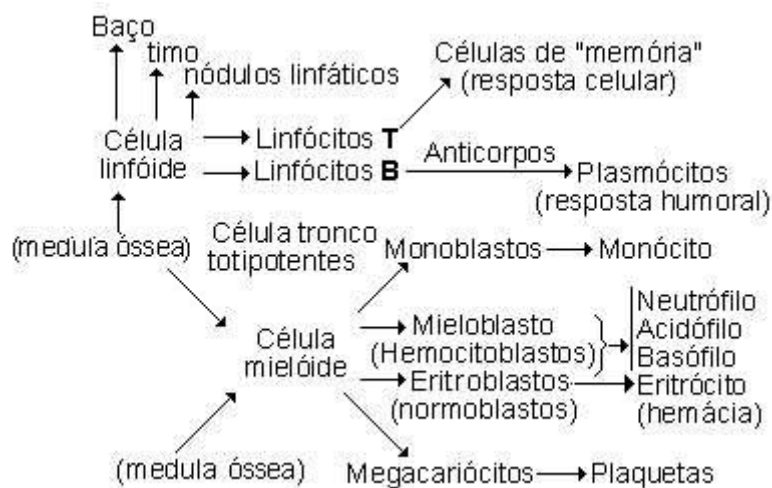 Baço
timo
nódulos linfáticos
Células de "memória"
(resposta celular)
Célula
linfóide
Linfócitos T
Linfócitos B
Anticorpos
Plasmócitos
(resposta humoral)
(medula óssea)
Célula tronco
totipotentes
Monoblastos
Monócito
Célula
mielóide
Mieloblasto
(Hemocitoblastos)
Neutrófilo
Acidófilo
Basófilo
Eritroblastos
(normoblastos)
Eritrócito
(hemácia)
(medula óssea)
Megacariócitos
Plaquetas